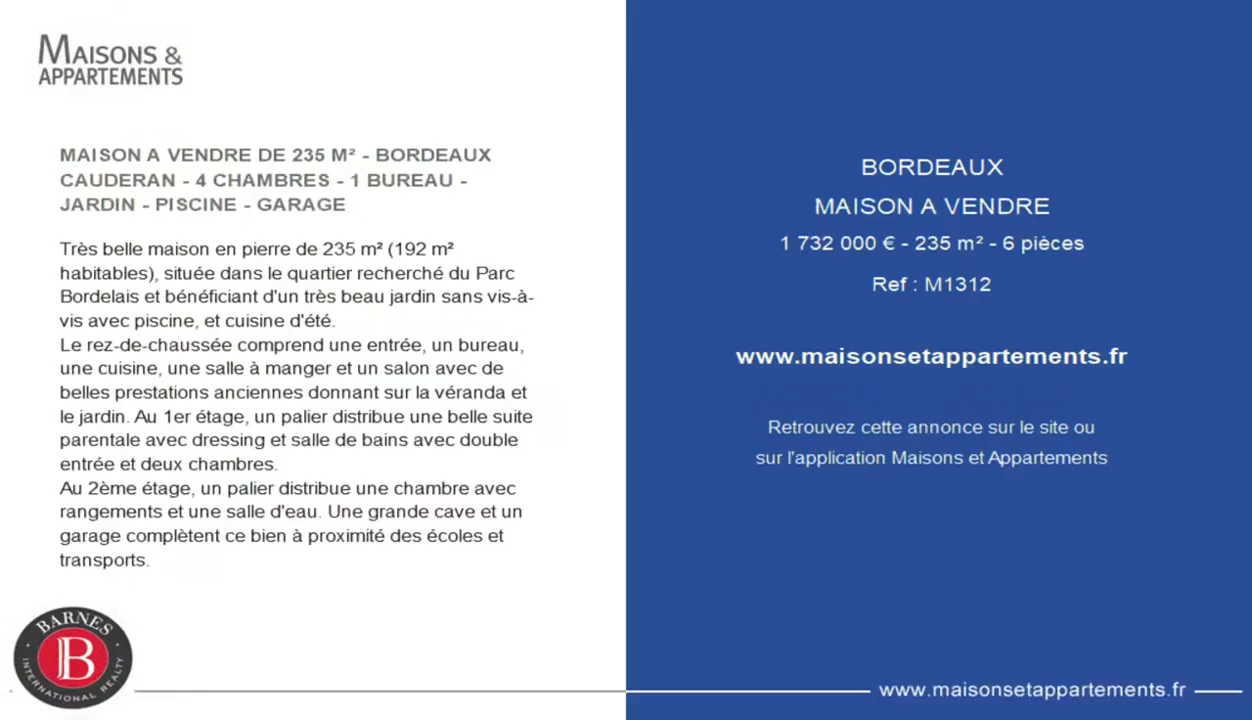 MAISONS &
APPARTEMENTS
MAISON A VENDRE DE 235 M² - BORDEAUX
CAUDERAN - 4 CHAMBRES - 1 BUREAU -
JARDIN - PISCINE - GARAGE
Très belle maison en pierre de 235 m² (192 m²
habitables), située dans le quartier recherché du Parc
Bordelais et bénéficiant d'un très beau jardin sans vis-à-
vis avec piscine, et cuisine d'été.
Le rez-de-chaussée comprend une entrée, un bureau,
une cuisine, une salle à manger et un salon avec de
belles prestations anciennes donnant sur la véranda et
le jardin. Au 1er étage, un palier distribue une belle suite
parentale avec dressing et salle de bains avec double
entrée et deux chambres.
Au 2ème étage, un palier distribue une chambre avec
rangements et une salle d'eau. Une grande cave et un
garage complètent ce bien à proximité des écoles et
transports.
BARNES
B
INTERNATIONAL REALTY
BORDEAUX
MAISON A VENDRE
1 732 000 € - 235 m² - 6 pièces
Ref : M1312
www.maisonsetappartements.fr
Retrouvez cette annonce sur le site ou
sur l'application Maisons et Appartements
www.maisonsetappartements.fr